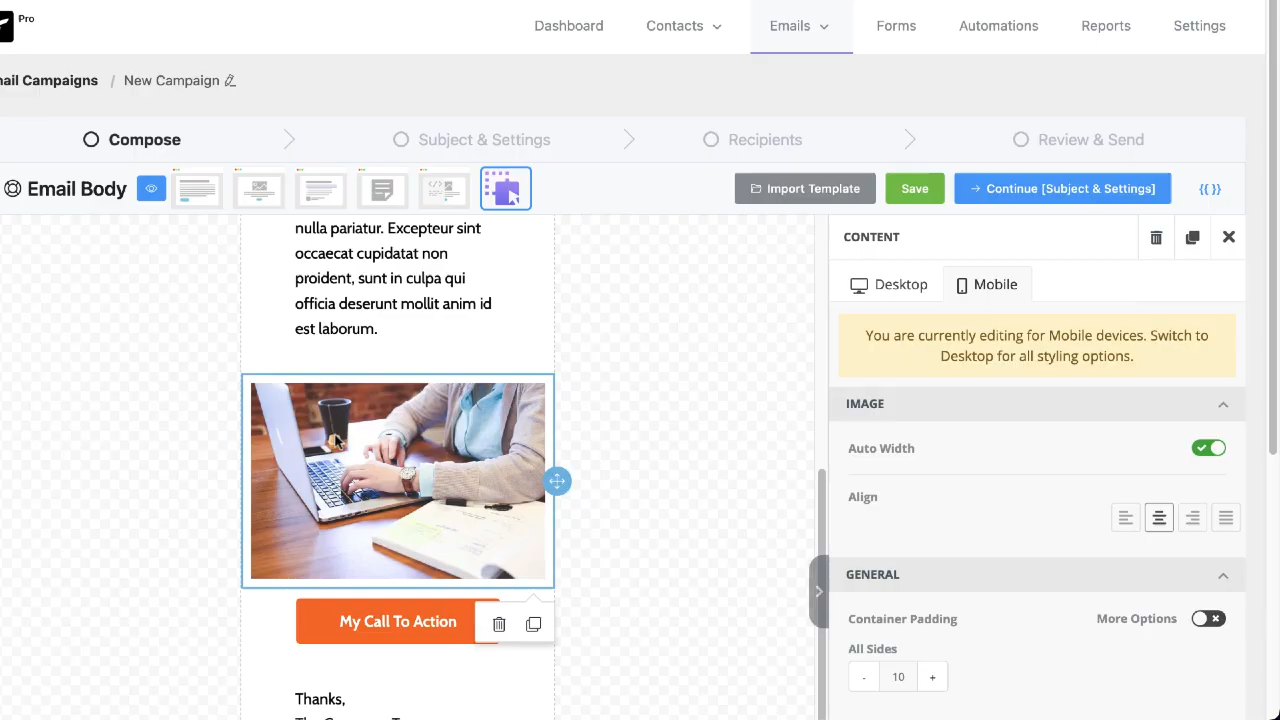 Pro
Dashboard
Contacts
Emails
Forms
Automations
Reports
Settings
ail Campaigns / New Campaign
Compose
Subject & Settings
Recipients
Review & Send
Email Body
Import Template
Save
Continue [Subject & Settings]
{{ }}
nulla pariatur. Excepteur sint
occaecat cupidatat non
proident, sunt in culpa qui
officia deserunt mollit anim id
est laborum.
My Call To Action
Thanks,
CONTENT
Desktop
Mobile
You are currently editing for Mobile devices. Switch to
Desktop for all styling options.
IMAGE
Auto Width
Align
GENERAL
Container Padding
More Options
All Sides
- 10 +